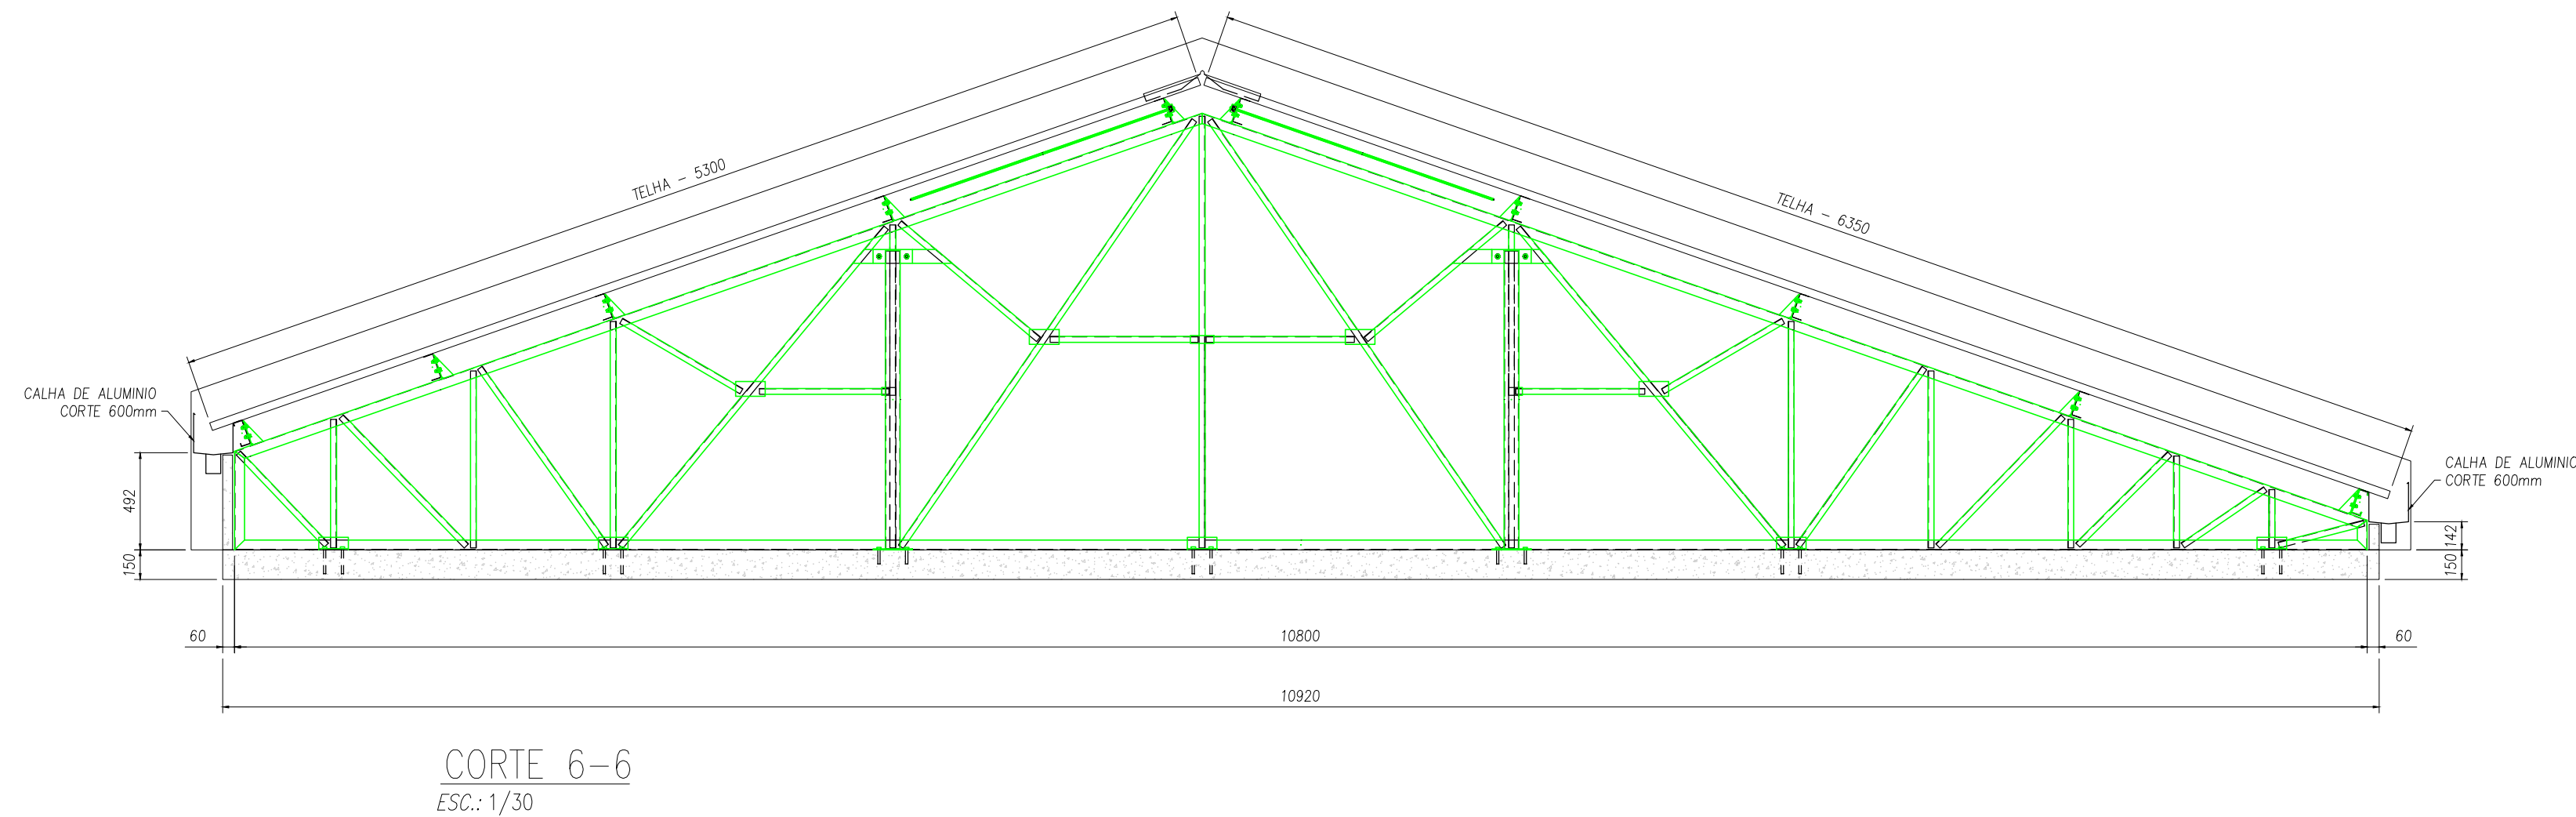 TELHA - 5300
TELHA - 6350
CALHA DE ALUMINIO
CORTE 600mm
CALHA DE ALUMINIO
CORTE 600mm
492
150
142
150
60
10800
60
10920
CORTE 6-6
ESC.: 1/30